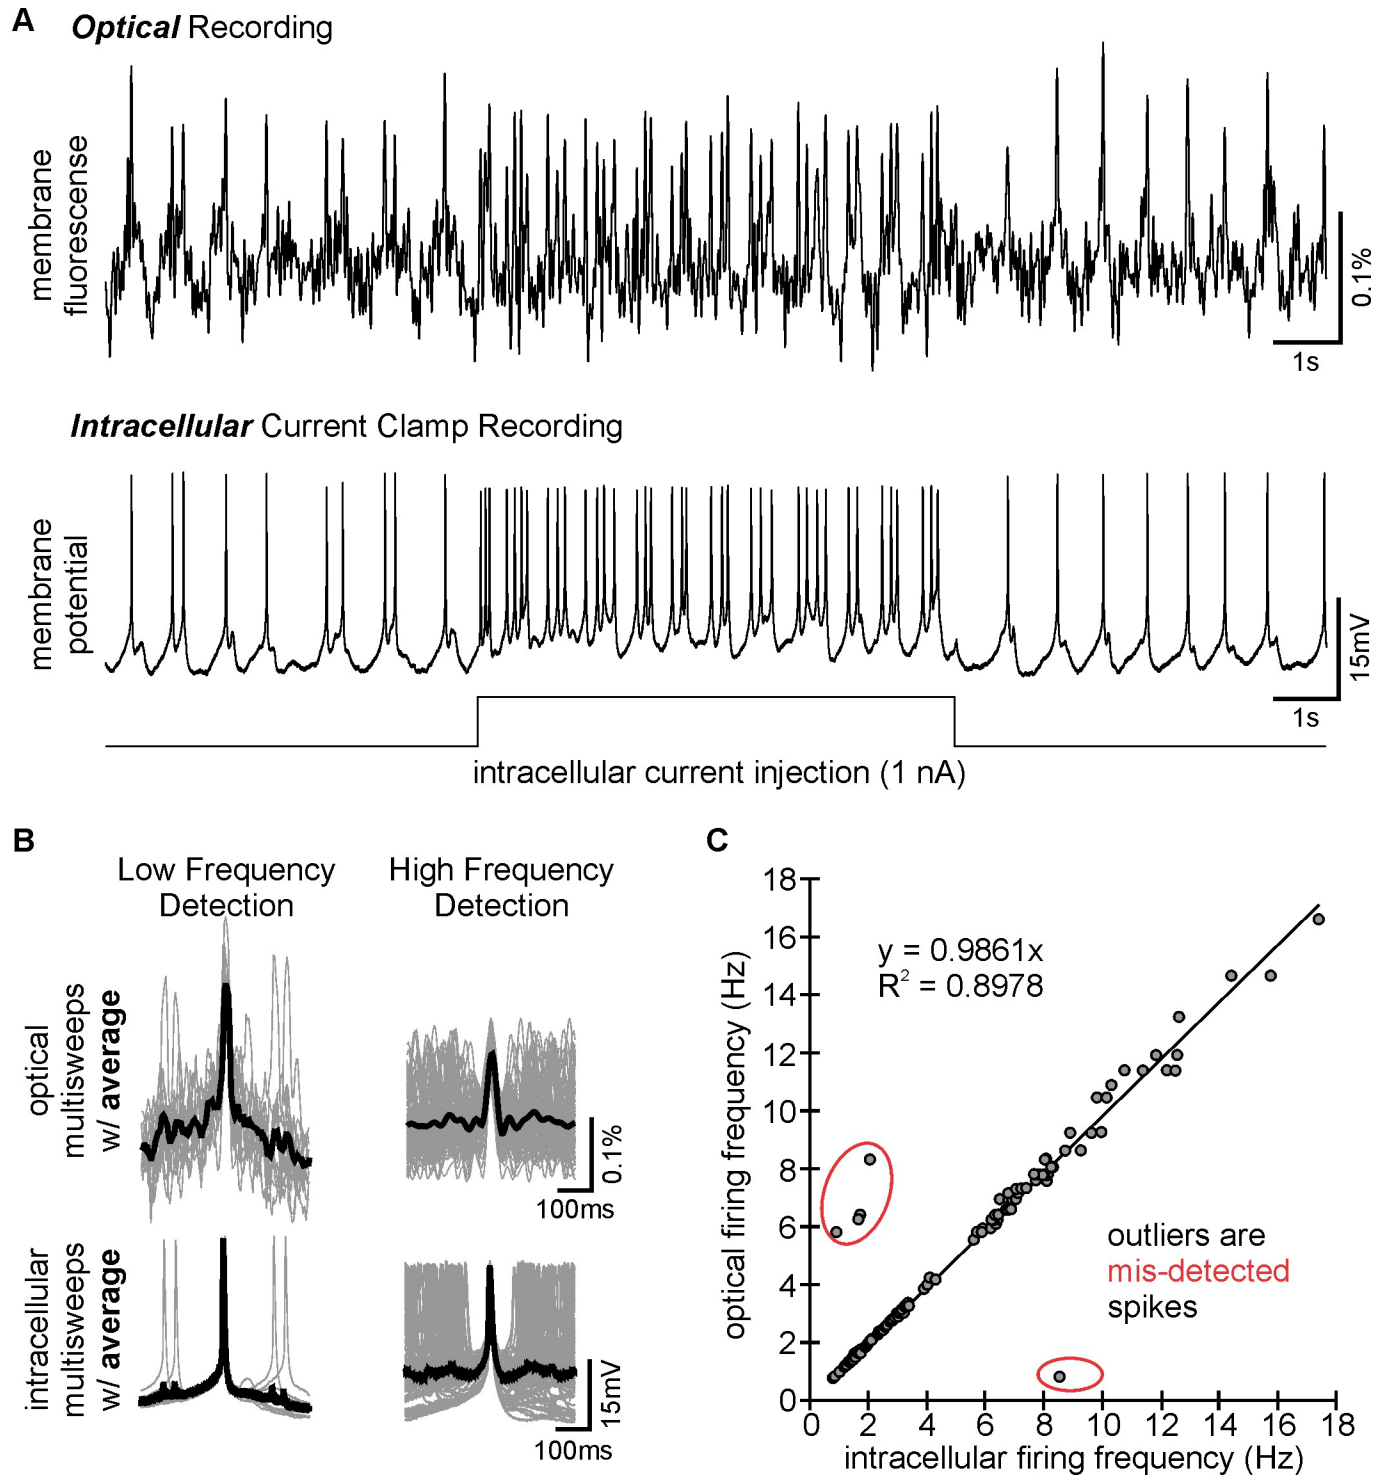 A
Optical Recording
membrane
fluorescense
0.1%
1s
Intracellular Current Clamp Recording
membrane
potential
15mV
1s
intracellular current injection (1 nA)
B
Low Frequency
Detection
High Frequency
Detection
optical
multisweeps
w/ average
0.1%
100ms
intracellular
multisweeps
w/ average
15mV
100ms
C
optical firing frequency (Hz)
18
16
14
12
10
8
6
4
2
0
y = 0.9861x
R² = 0.8978
outliers are
mis-detected
spikes
0 2 4 6 8 10 12 14 16 18
intracellular firing frequency (Hz)